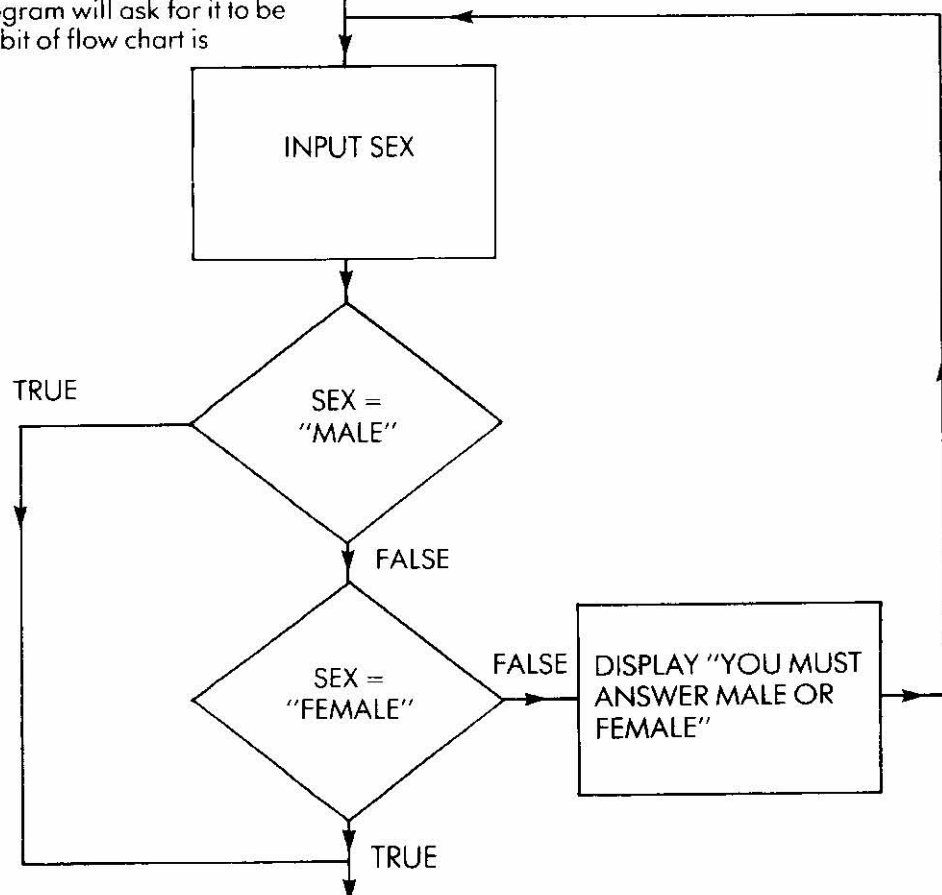 gram will ask for it to be
bit of flow chart is
INPUT SEX
TRUE
SEX =
"MALE"
FALSE
SEX =
"FEMALE"
FALSE
DISPLAY "YOU MUST
ANSWER MALE OR
FEMALE"
TRUE